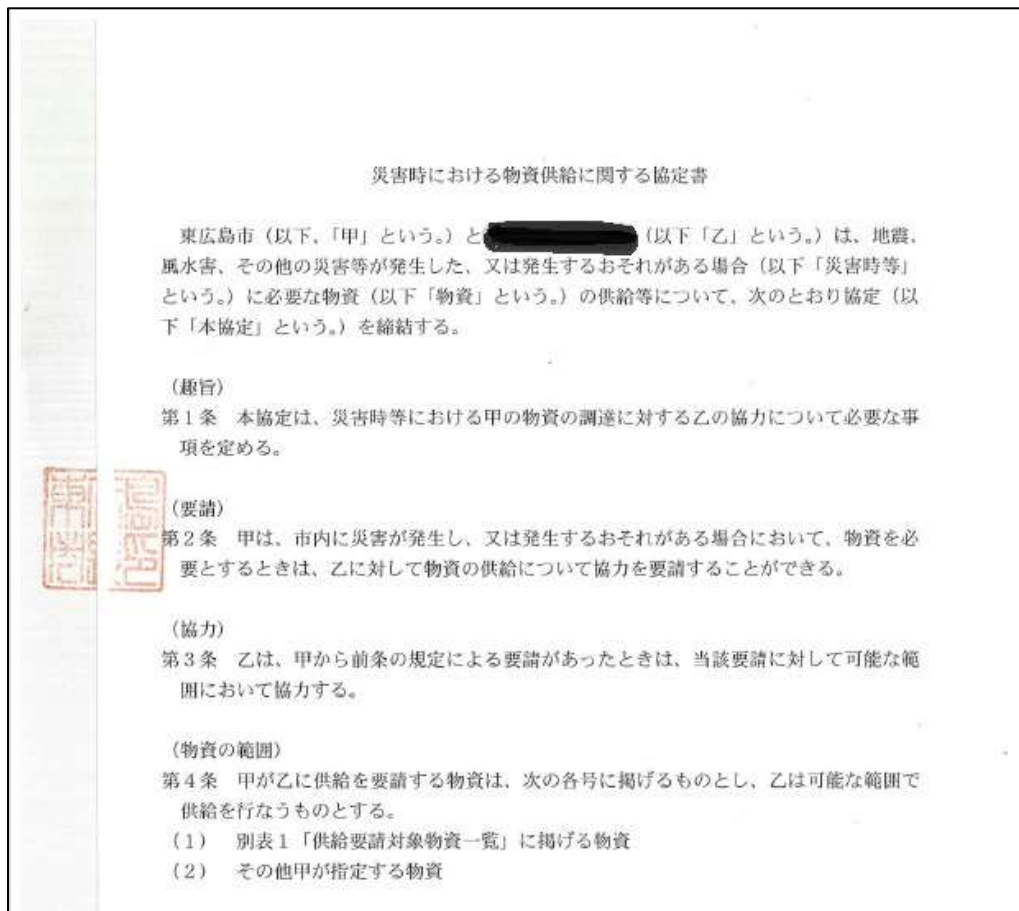 災害時における物資供給に関する協定書
東広島市（以下、「甲」という。）と（以下「乙」という。）は、地震、
風水害、その他の災害等が発生した、又は発生するおそれがある場合（以下「災害時等」
という。）に必要な物資（以下「物資」という。）の供給等について、次のとおり協定（以
下「本協定」という。）を締結する。
（趣旨）
第１条　本協定は、災害時等における甲の物資の調達に対する乙の協力について必要な事
項を定める。
（要請）
第２条　甲は、市内に災害が発生し、又は発生するおそれがある場合において、物資を必
要とするときは、乙に対して物資の供給について協力を要請することができる。
（協力）
第３条　乙は、甲から前条の規定による要請があったときは、当該要請に対して可能な範
囲において協力する。
（物資の範囲）
第４条　甲が乙に供給を要請する物資は、次の各号に掲げるものとし、乙は可能な範囲で
供給を行なうものとする。
（１）　別表１「供給要請対象物資一覧」に掲げる物資
（２）　その他甲が指定する物資